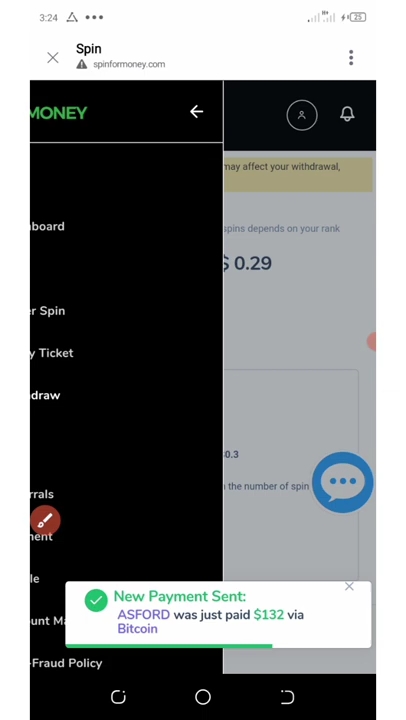 3:24
25
Spin
spinformoney.com
MONEY
may affect your withdrawal,
board
spins depends on your rank
$ 0.29
r Spin
y Ticket
draw
0.3
n the number of spin
rrals
ment
le
unt Ma
-Fraud Policy
New Payment Sent:
ASFORD was just paid $132 via
Bitcoin